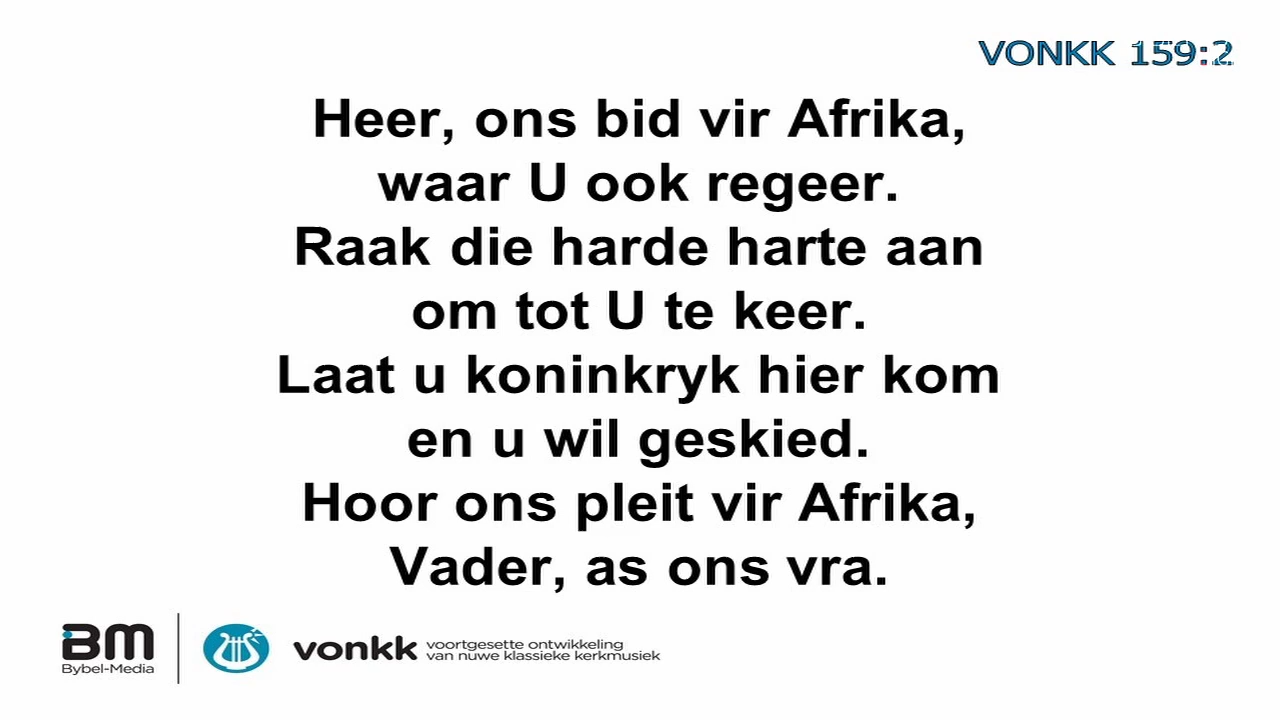 VONKK 159:2
Heer, ons bid vir Afrika,
waar U ook regeer.
Raak die harde harte aan
om tot U te keer.
Laat u koninkryk hier kom
en u wil geskied.
Hoor ons pleit vir Afrika,
Vader, as ons vra.
BM
Bybel-Media
vonkk
voortgesette ontwikkeling
van nuwe klassieke kerkmusiek